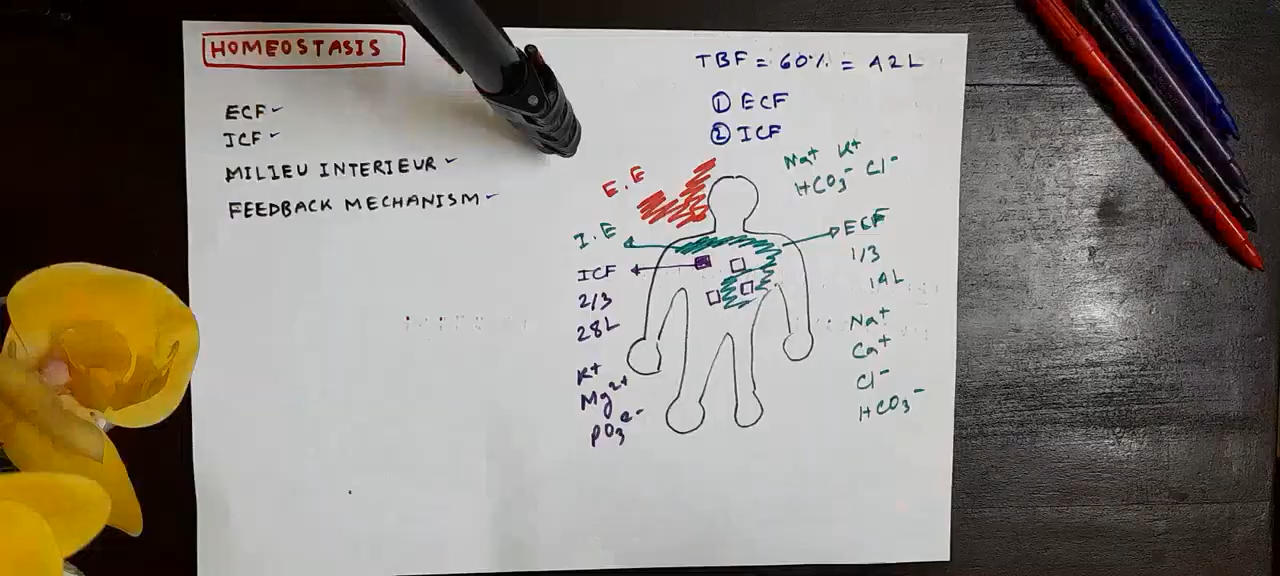 HOMEOSTASIS
ECF
ICF
MILIEU INTERIEUR
FEEDBACK MECHANISM
TBF = 60% = 42L
① ECF
② ICF
Na+ K+
HCO3- Cl-
E.E
I.E
ICF
2/3
28L
K+
Mg2+
PO3e-
ECF
1/3
14L
Na+
Ca+
Cl-
HCO3-